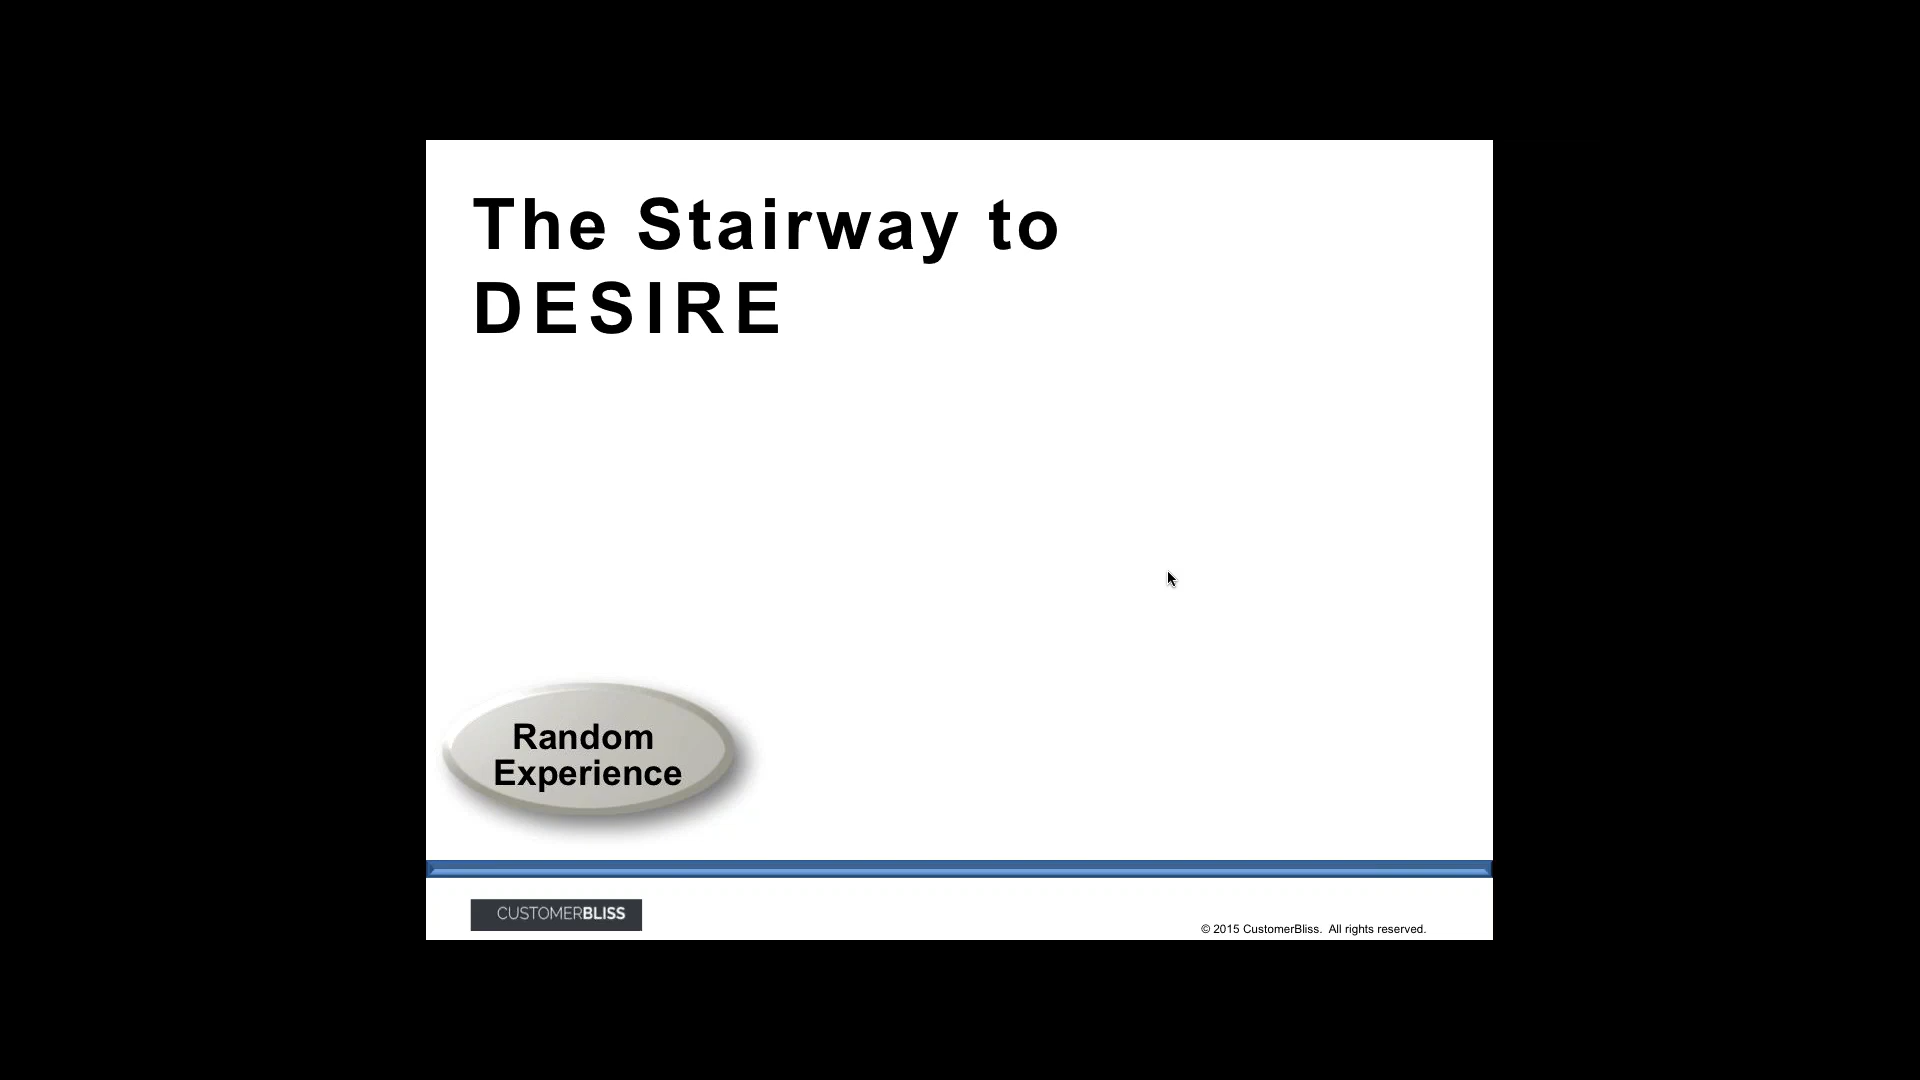 The Stairway to
DESIRE
Random
Experience
CUSTOMERBLISS
© 2015 CustomerBliss. All rights reserved.